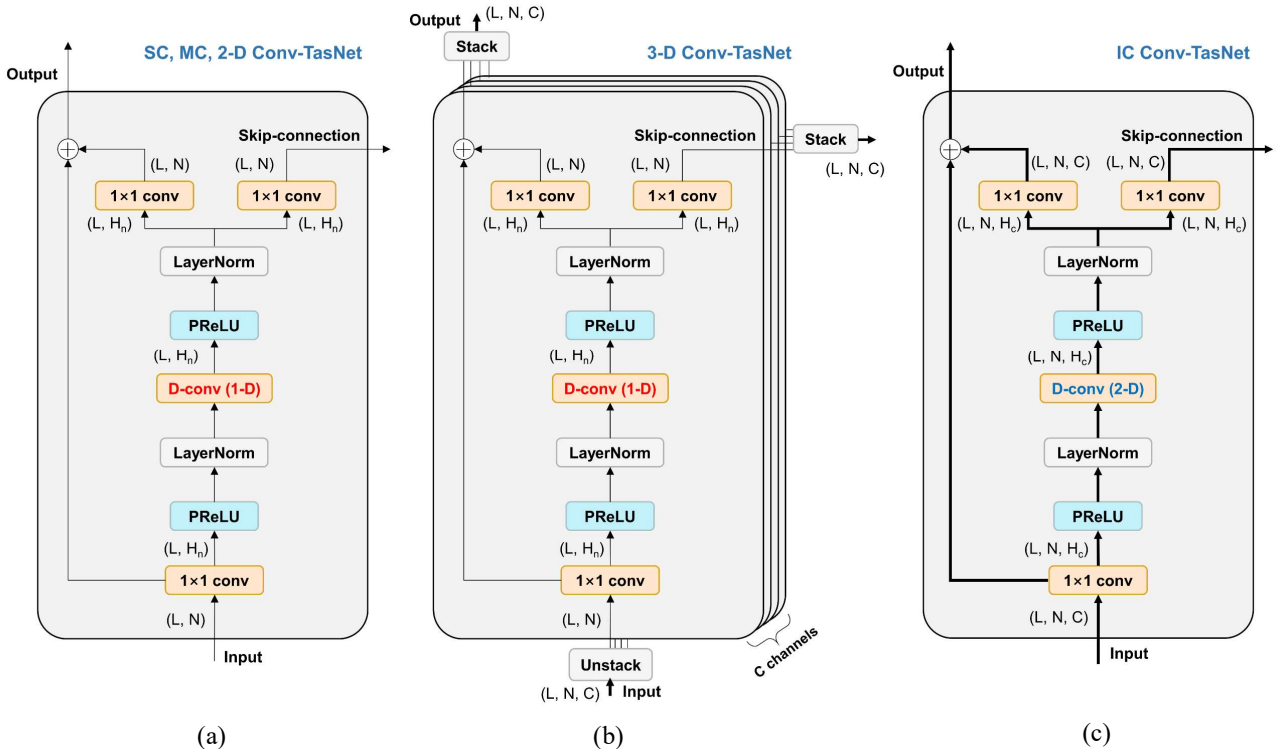 SC, MC, 2-D Conv-TasNet
Output
Skip-connection
(L, N)
(L, N)
1×1 conv
1×1 conv
(L, Hn)
(L, Hn)
LayerNorm
PReLU
(L, Hn)
D-conv (1-D)
LayerNorm
PReLU
(L, Hn)
1×1 conv
(L, N)
Input
(a)
Output
(L, N, C)
Stack
3-D Conv-TasNet
Skip-connection
Stack
(L, N, C)
(L, N)
(L, N)
1×1 conv
1×1 conv
(L, Hn)
(L, Hn)
LayerNorm
PReLU
(L, Hn)
D-conv (1-D)
LayerNorm
PReLU
(L, Hn)
1×1 conv
(L, N)
C channels
Unstack
(L, N, C)
Input
(b)
IC Conv-TasNet
Output
Skip-connection
(L, N, C)
(L, N, C)
1×1 conv
1×1 conv
(L, N, Hc)
(L, N, Hc)
LayerNorm
PReLU
(L, N, Hc)
D-conv (2-D)
LayerNorm
PReLU
(L, N, Hc)
1×1 conv
(L, N, C)
Input
(c)